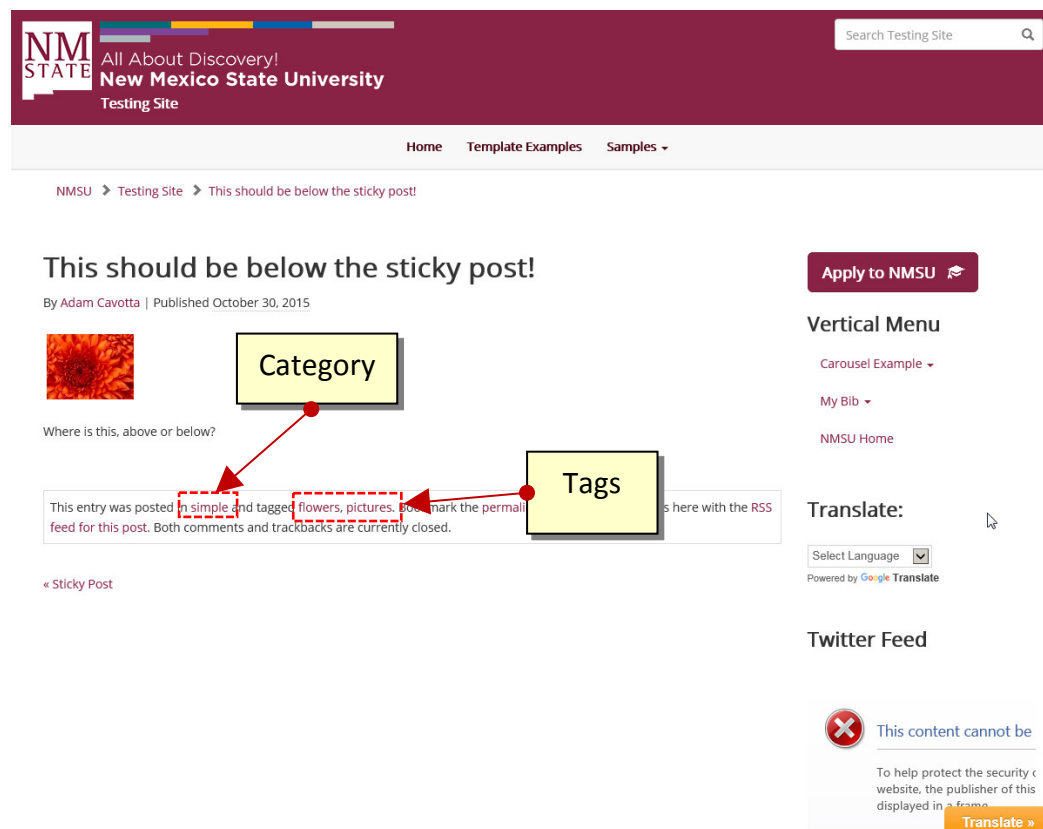 NM
STATE
All About Discovery!
New Mexico State University
Testing Site
Search Testing Site
Home Template Examples Samples
NMSU Testing Site This should be below the sticky post!
This should be below the sticky post!
By Adam Cavotta | Published October 30, 2015
Category
Where is this, above or below?
Tags
This entry was posted in simple and tagged flowers, pictures. Bookmark the s here with the RSS
feed for this post. Both comments and trackbacks are currently closed.
« Sticky Post
Apply to NMSU
Vertical Menu
Carousel Example
My Bib
NMSU Home
Translate:
Select Language
Powered by Google Translate
Twitter Feed
This content cannot be
To help protect the security
website, the publisher of this
displayed in a frame
Translate »